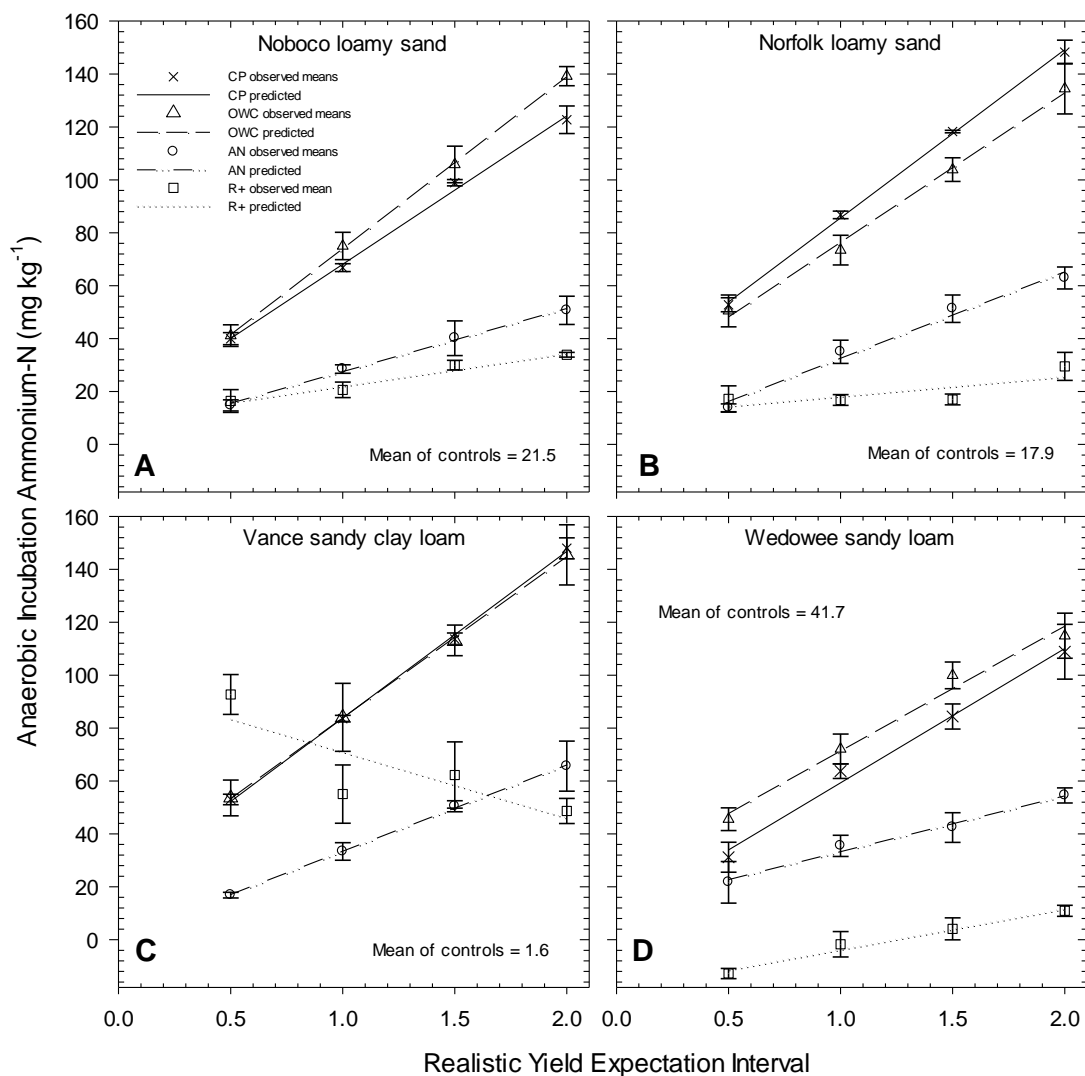 Noboco loamy sand
Norfolk loamy sand
CP observed means
CP predicted
OWC observed means
OWC predicted
AN observed means
AN predicted
R+ observed mean
R+ predicted
160
140
120
100
80
60
40
20
0
A
Mean of controls = 21.5
B
Mean of controls = 17.9
Vance sandy clay loam
Wedowee sandy loam
Mean of controls = 41.7
160
140
120
100
80
60
40
20
0
C
Mean of controls = 1.6
D
0.0 0.5 1.0 1.5 2.0
0.0 0.5 1.0 1.5 2.0
Anaerobic Incubation Ammonium-N (mg kg⁻¹)
Realistic Yield Expectation Interval